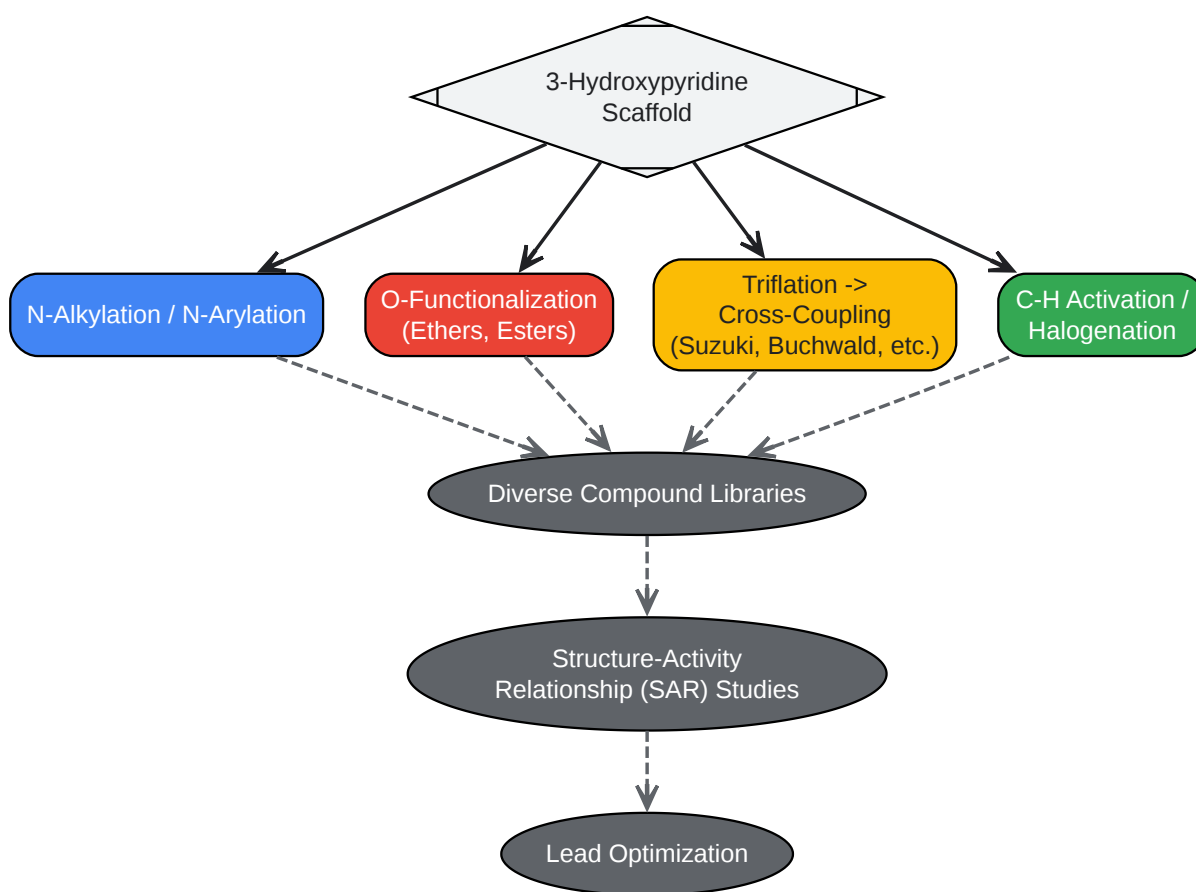 3-Hydroxypyridine
Scaffold
N-Alkylation / N-Arylation
O-Functionalization
(Ethers, Esters)
Triflation ->
Cross-Coupling
(Suzuki, Buchwald, etc.)
C-H Activation /
Halogenation
Diverse Compound Libraries
Structure-Activity
Relationship (SAR) Studies
Lead Optimization